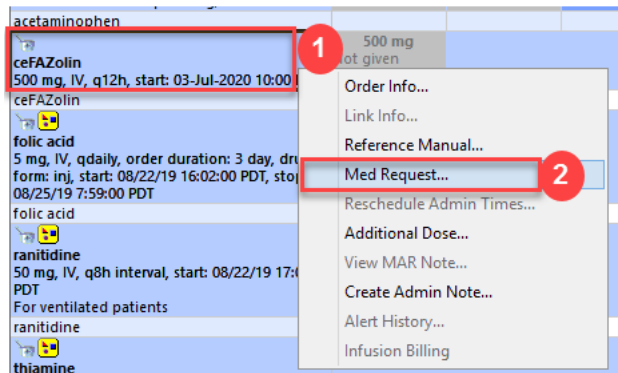 acetaminophen
ceFAZolin
500 mg, IV, q12h, start: 03-Jul-2020 10:00
1
500 mg
ot given
ceFAZolin
folic acid
5 mg, IV, qdaily, order duration: 3 day, dru
form: inj, start: 08/22/19 16:02:00 PDT, stop
08/25/19 7:59:00 PDT
folic acid
ranitidine
50 mg, IV, q8h interval, start: 08/22/19 17:0
PDT
For ventilated patients
ranitidine
thiamine
Order Info...
Link Info...
Reference Manual...
Med Request...
2
Reschedule Admin Times...
Additional Dose...
View MAR Note...
Create Admin Note...
Alert History...
Infusion Billing